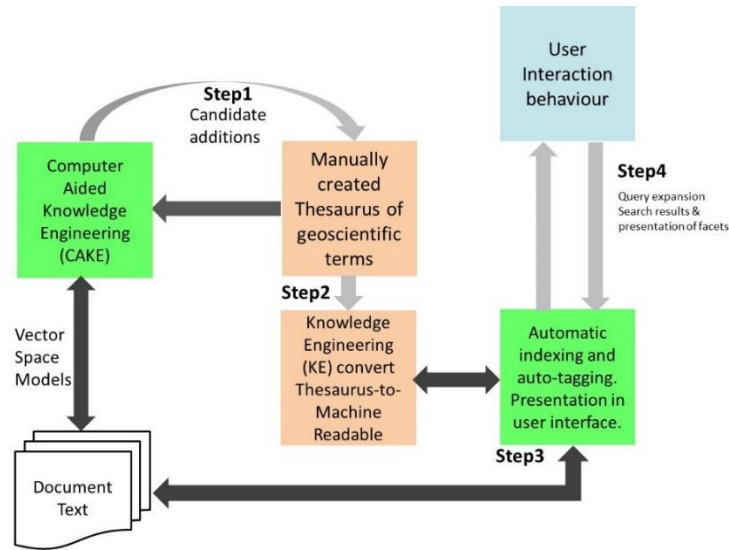 Step1
Candidate
additions
User
Interaction
behaviour
Computer
Aided
Knowledge
Engineering
(CAKE)
Manually
created
Thesaurus of
geoscientific
terms
Step4
Query expansion
Search results &
presentation of facets
Step2
Vector
Space
Models
Knowledge
Engineering
(KE) convert
Thesaurus-to-
Machine
Readable
Automatic
indexing and
auto-tagging.
Presentation in
user interface.
Step3
Document
Text